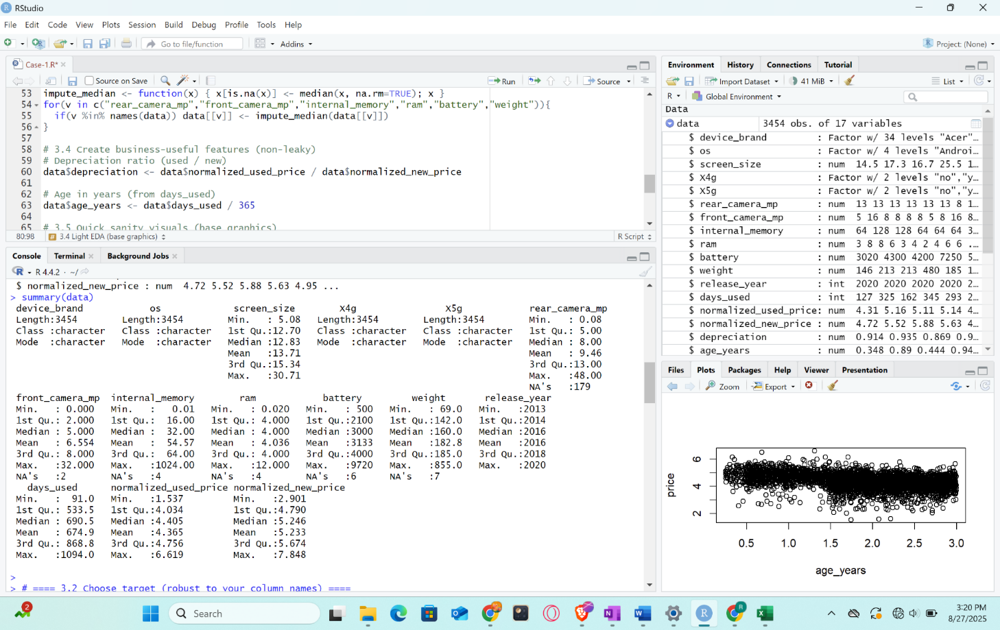 RStudio
File Edit Code View Plots Session Build Debug Profile Tools Help
Go to file/function Addins Project: (None)
Case-1.R*
Source on Save Run Source
53 impute_median <- function(x) { x[is.na(x)] <- median(x, na.rm=TRUE); x }
54 for(v in c("rear_camera_mp","front_camera_mp","internal_memory","ram","battery","weight")){
55 if(v %in% names(data)) data[[v]] <- impute_median(data[[v]])
56 }
57
58 # 3.4 Create business-useful features (non-leaky)
59 # Depreciation ratio (used / new)
60 data$depreciation <- data$normalized_used_price / data$normalized_new_price
61
62 # Age in years (from days_used)
63 data$age_years <- data$days_used / 365
64
65 # 3.5 Quick sanity visuals (base graphics)
80:98 # 3.4 Light EDA (base graphics) R Script
Console Terminal Background Jobs
R 4.4.2 · ~/
$ normalized_new_price : num 4.72 5.52 5.88 5.63 4.95 ...
> summary(data)
device_brand os screen_size X4g X5g rear_camera_mp
Length:3454 Length:3454 Min. : 5.08 Length:3454 Length:3454 Min. : 0.08
Class :character Class :character 1st Qu.:12.70 Class :character Class :character 1st Qu.: 5.00
Mode :character Mode :character Median :12.83 Mode :character Mode :character Median : 8.00
Mean :13.71 Mean : 9.46
3rd Qu.:15.34 3rd Qu.:13.00
Max. :30.71 Max. :48.00
NA's :179
front_camera_mp internal_memory ram battery weight release_year
Min. : 0.000 Min. : 0.01 Min. : 0.020 Min. : 500 Min. : 69.0 Min. :2013
1st Qu.: 2.000 1st Qu.: 16.00 1st Qu.: 4.000 1st Qu.:2100 1st Qu.:142.0 1st Qu.:2014
Median : 5.000 Median : 32.00 Median : 4.000 Median :3000 Median :160.0 Median :2016
Mean : 6.554 Mean : 54.57 Mean : 4.036 Mean :3133 Mean :182.8 Mean :2016
3rd Qu.: 8.000 3rd Qu.: 64.00 3rd Qu.: 4.000 3rd Qu.:4000 3rd Qu.:185.0 3rd Qu.:2018
Max. :32.000 Max. :1024.00 Max. :12.000 Max. :9720 Max. :855.0 Max. :2020
NA's :2 NA's :4 NA's :4 NA's :6 NA's :7
days_used normalized_used_price normalized_new_price
Min. : 91.0 Min. :1.537 Min. :2.901
1st Qu.: 533.5 1st Qu.:4.034 1st Qu.:4.790
Median : 690.5 Median :4.405 Median :5.246
Mean : 674.9 Mean :4.365 Mean :5.233
3rd Qu.: 868.8 3rd Qu.:4.756 3rd Qu.:5.674
Max. :1094.0 Max. :6.619 Max. :7.848
>
> # ==== 3.2 Choose target (robust to your column names) ====
Environment History Connections Tutorial
Import Dataset 41 MiB List
R Global Environment
Data
data 3454 obs. of 17 variables
$ device_brand : Factor w/ 34 levels "Acer"...
$ os : Factor w/ 4 levels "Androi...
$ screen_size : num 14.5 17.3 16.7 25.5 1...
$ X4g : Factor w/ 2 levels "no","y...
$ X5g : Factor w/ 2 levels "no","y...
$ rear_camera_mp : num 13 13 13 13 13 13 8 1...
$ front_camera_mp : num 5 16 8 8 8 8 5 8 16 8...
$ internal_memory : num 64 128 128 64 64 64 3...
$ ram : num 3 8 8 6 3 4 2 4 6 6 ...
$ battery : num 3020 4300 4200 7250 5...
$ weight : num 146 213 213 480 185 1...
$ release_year : int 2020 2020 2020 2020 2...
$ days_used : int 127 325 162 345 293 2...
$ normalized_used_price: num 4.31 5.16 5.11 5.14 4...
$ normalized_new_price : num 4.72 5.52 5.88 5.63 4...
$ depreciation : num 0.914 0.935 0.869 0.9...
$ age_years : num 0.348 0.89 0.444 0.94...
Files Plots Packages Help Viewer Presentation
Zoom Export
price
6
4
2
0.5 1.0 1.5 2.0 2.5 3.0
age_years
2
Search
3:20 PM
8/27/2025